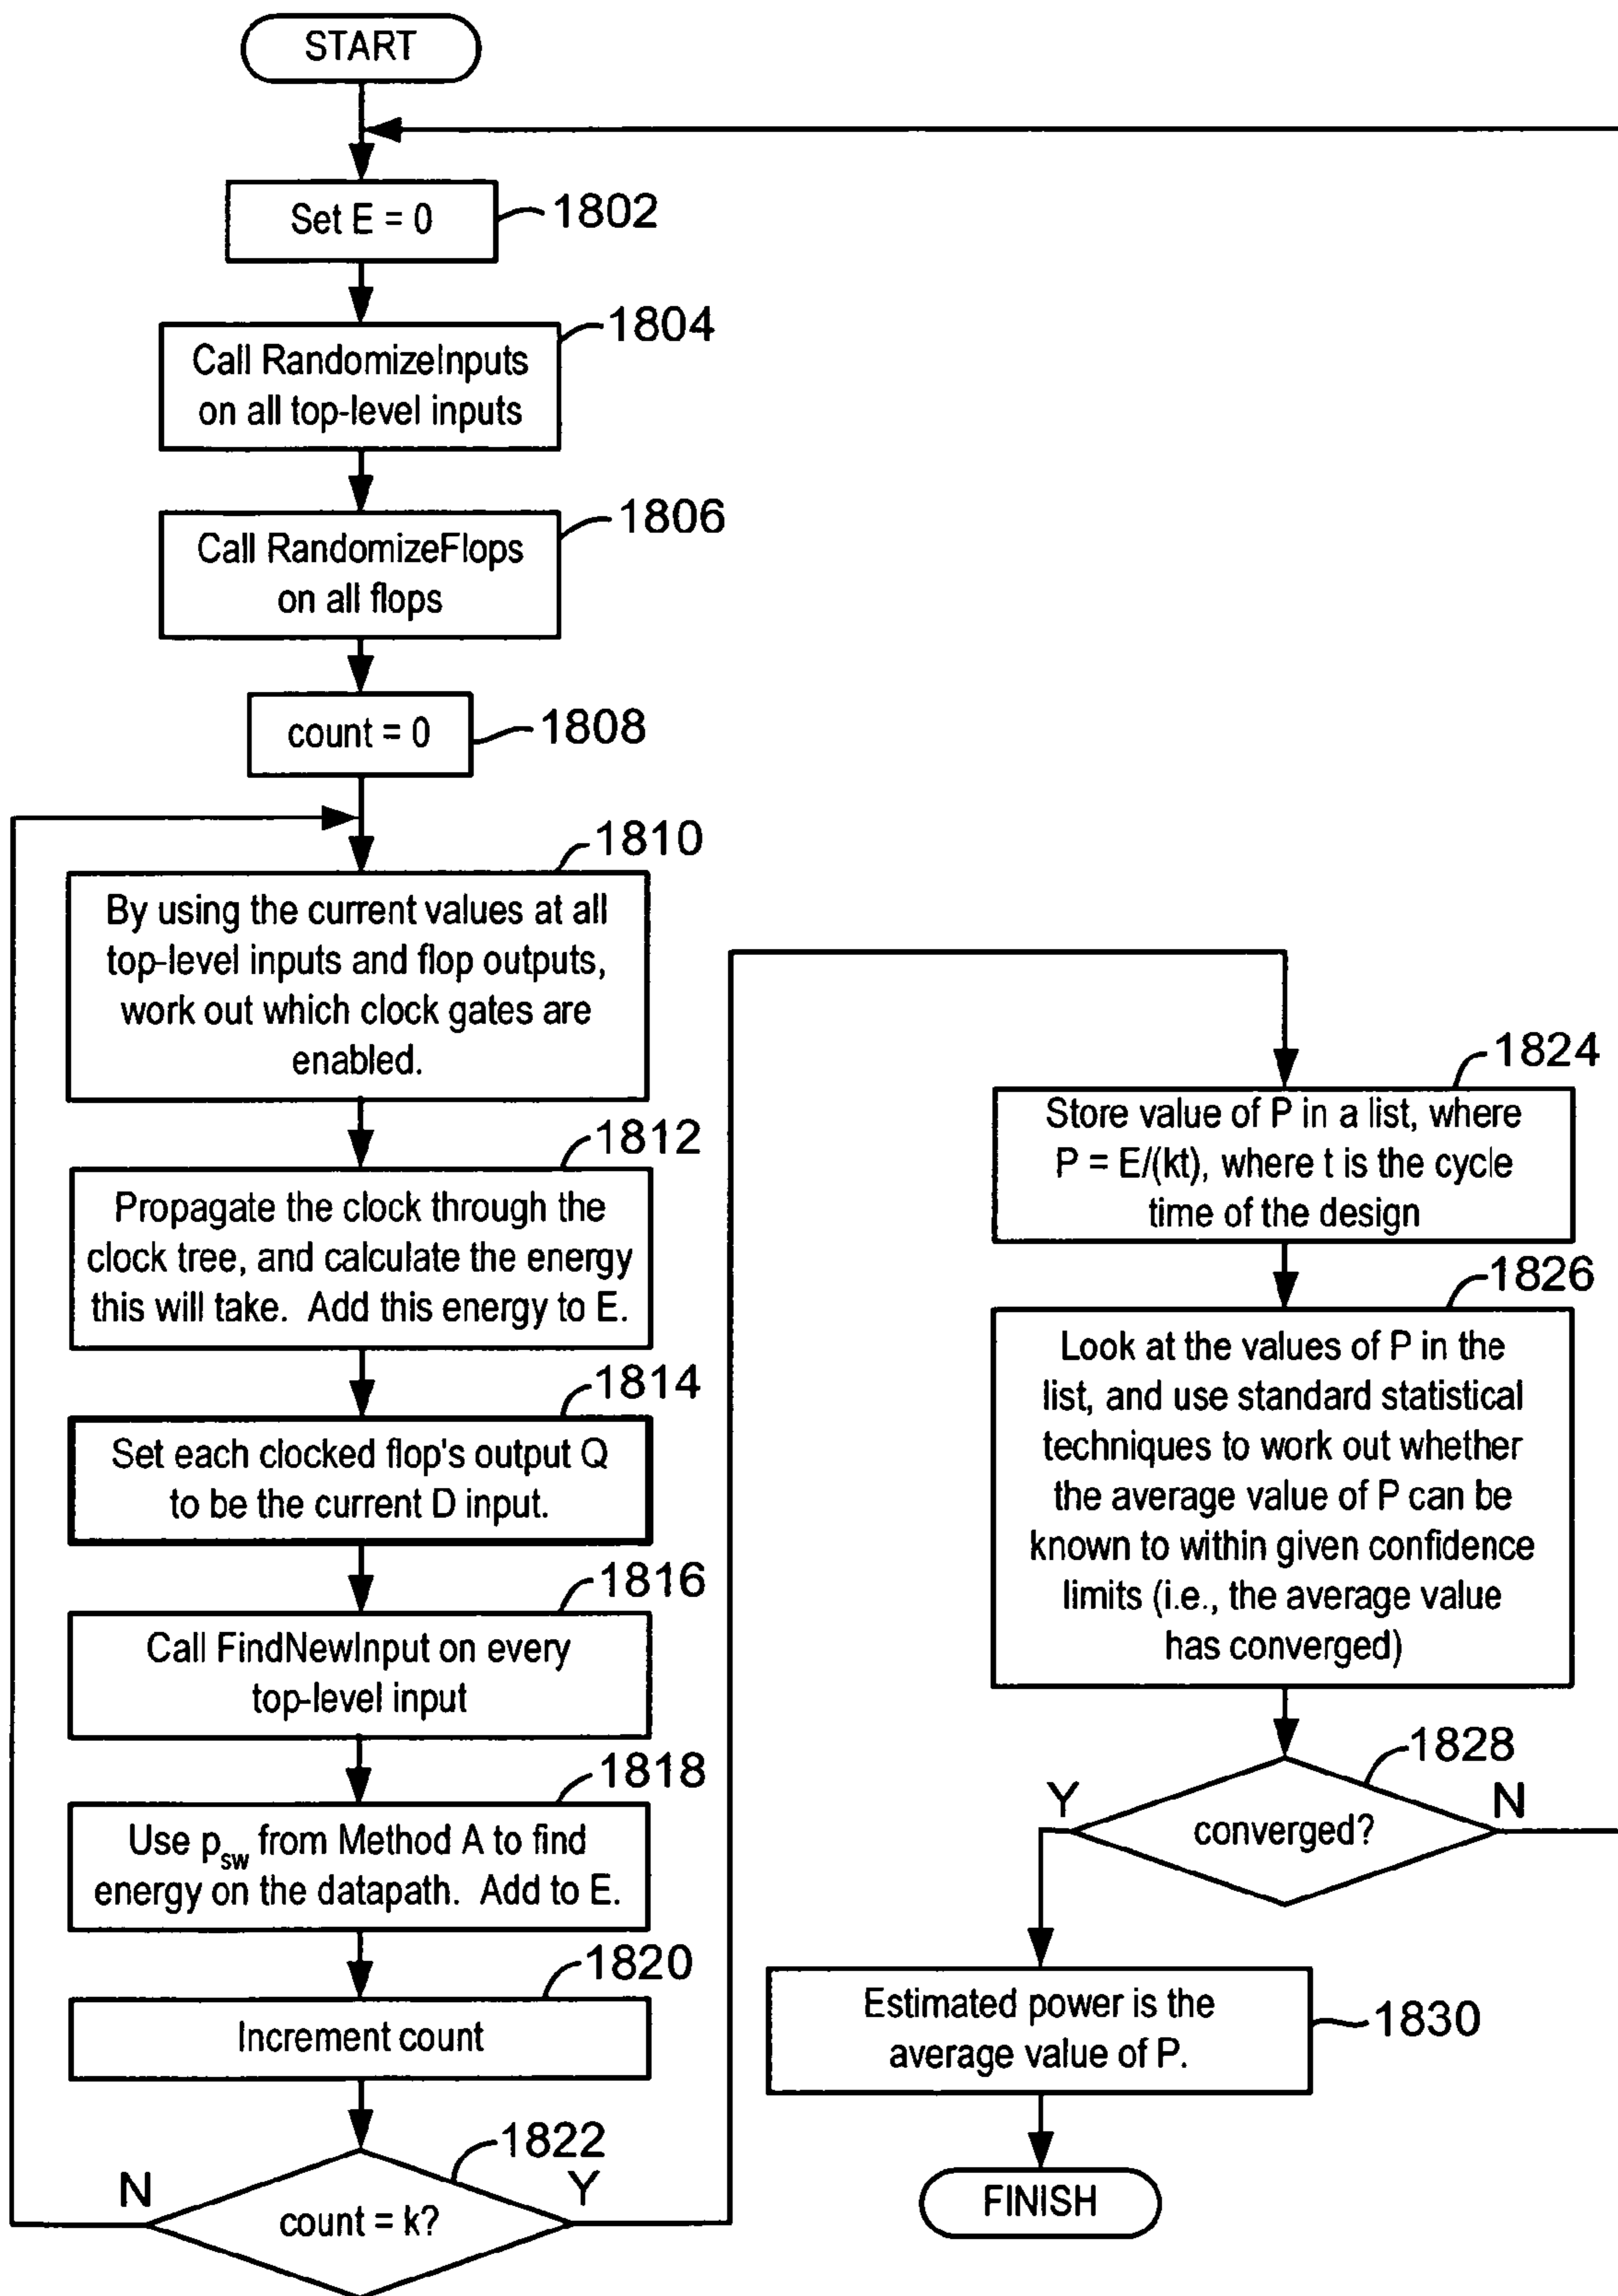 START
Set E = 0
1802
1804
Call RandomizeInputs
on all top-level inputs
1806
Call RandomizeFlops
on all flops
count = 0
1808
1810
By using the current values at all
top-level inputs and flop outputs,
work out which clock gates are
enabled.
1812
Propagate the clock through the
clock tree, and calculate the energy
this will take. Add this energy to E.
1814
Set each clocked flop's output Q
to be the current D input.
1816
Call FindNewInput on every
top-level input
1818
Use psw from Method A to find
energy on the datapath. Add to E.
1820
Increment count
1822
N
Y
count = k?
1824
Store value of P in a list, where
P = E/(kt), where t is the cycle
time of the design
1826
Look at the values of P in the
list, and use standard statistical
techniques to work out whether
the average value of P can be
known to within given confidence
limits (i.e., the average value
has converged)
1828
Y
N
converged?
Estimated power is the
average value of P.
1830
FINISH